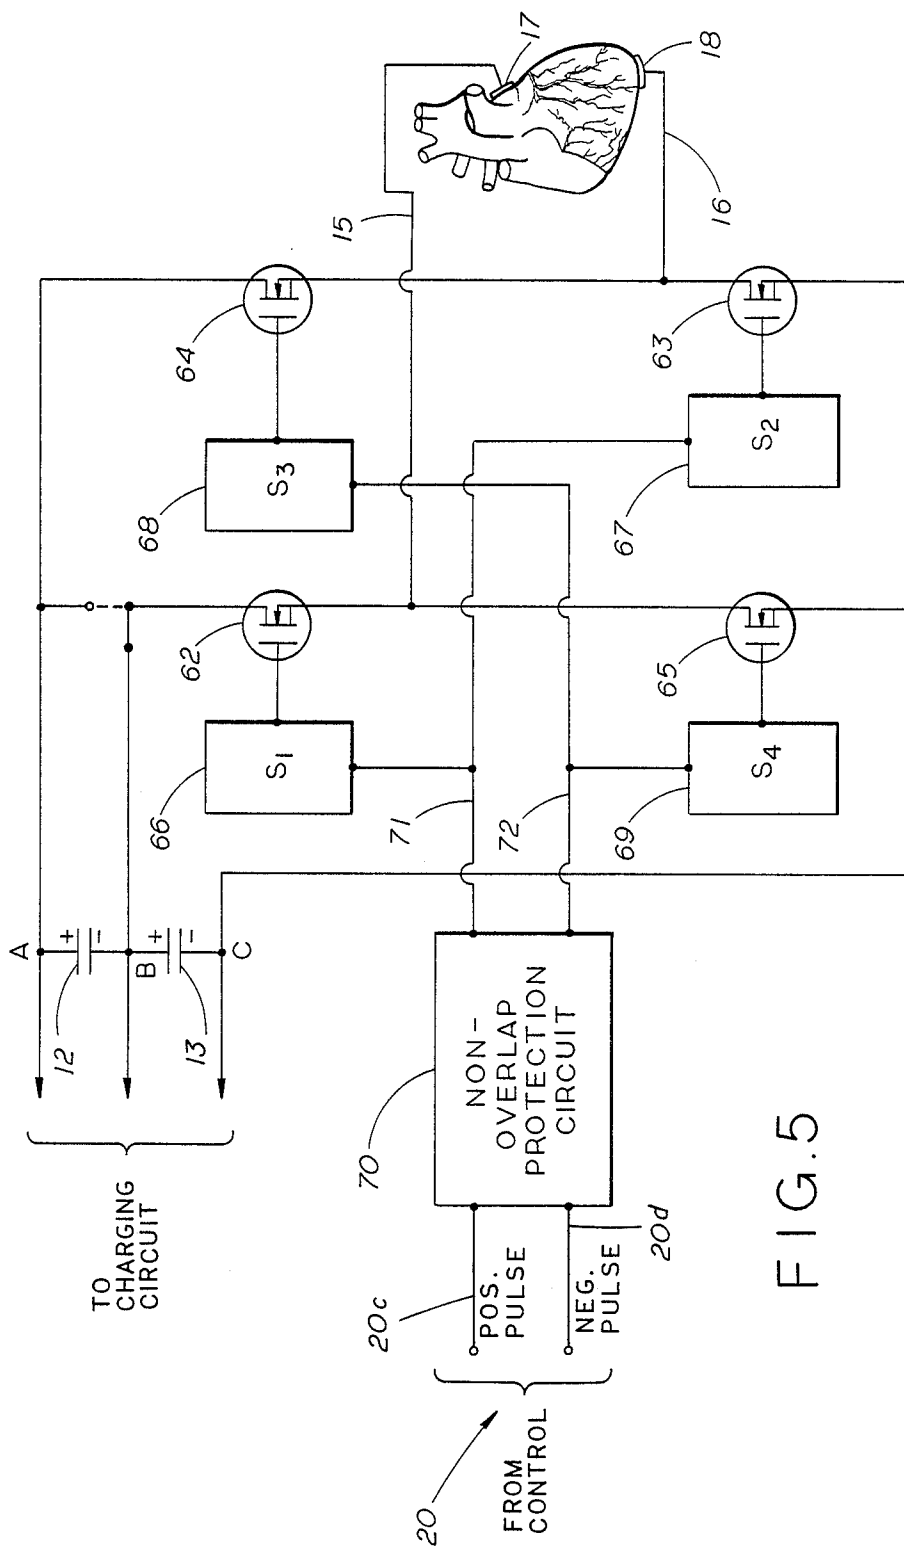 TO
CHARGING
CIRCUIT
A
+
-
12
B
+
-
13
C
66
S1
62
68
S3
64
15
17
18
16
20
FROM
CONTROL
20c
POS.
PULSE
NEG.
PULSE
20d
70
NON-
OVERLAP
PROTECTION
CIRCUIT
71
72
69
S4
65
67
S2
63
FIG.5